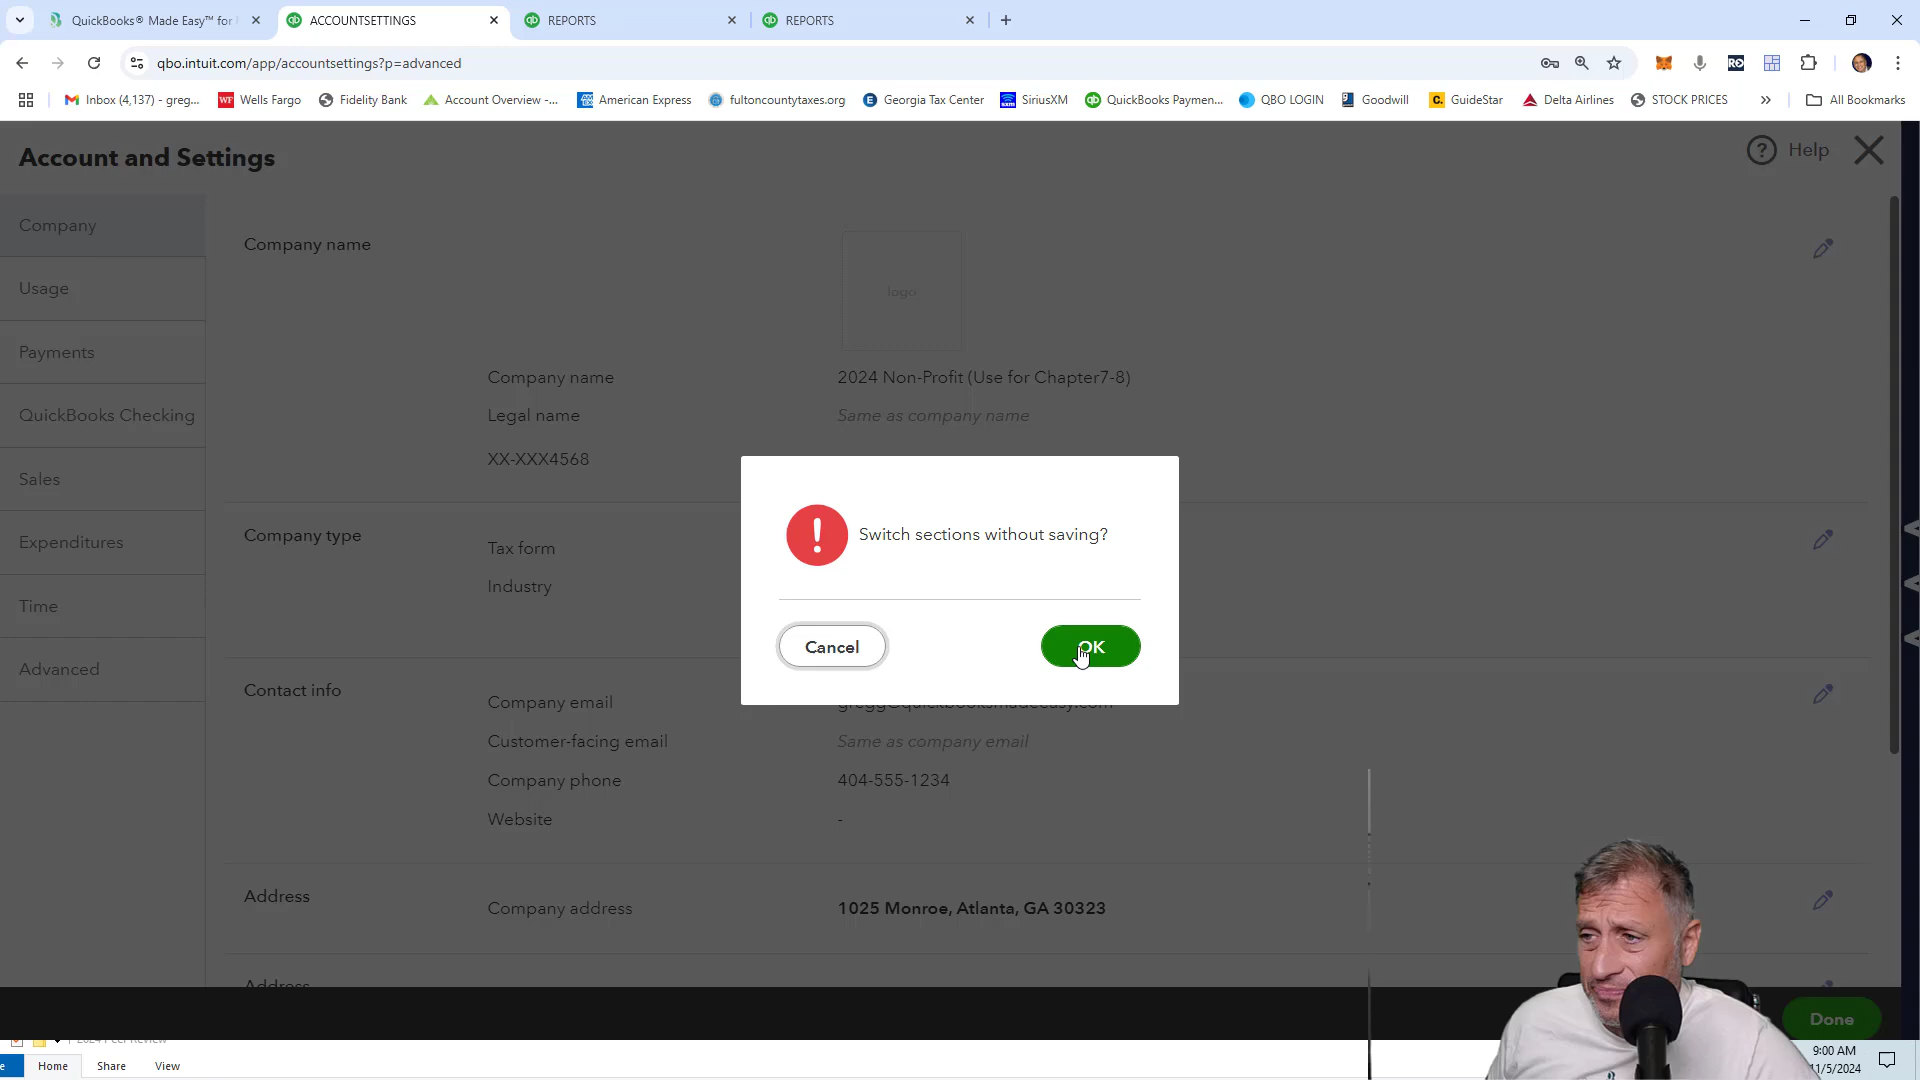 QuickBooks® Made Easy™ for
ACCOUNTSETTINGS
REPORTS
REPORTS
qbo.intuit.com/app/accountsettings?p=advanced
Inbox (4,137) - greg...
WF Wells Fargo
Fidelity Bank
Account Overview -...
American Express
fultoncountytaxes.org
Georgia Tax Center
SiriusXM
QuickBooks Paymen...
QBO LOGIN
Goodwill
GuideStar
Delta Airlines
STOCK PRICES
All Bookmarks
Account and Settings
? Help
Company
Usage
Payments
QuickBooks Checking
Sales
Expenditures
Time
Advanced
Company name
logo
Company name 2024 Non-Profit (Use for Chapter7-8)
Legal name Same as company name
XX-XXX4568
Company type
Tax form
Industry
! Switch sections without saving?
Cancel OK
Contact info
Company email gregg@quickbooksmadeeasy.com
Customer-facing email Same as company email
Company phone 404-555-1234
Website -
Address
Company address 1025 Monroe, Atlanta, GA 30323
Address
Done
2024 Peer Review
Home Share View
9:00 AM
11/5/2024